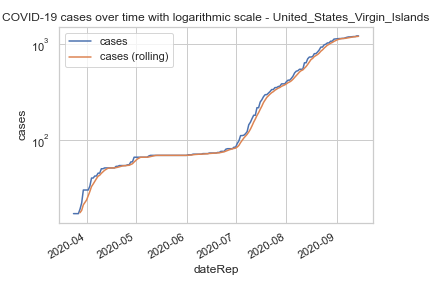 COVID-19 cases over time with logarithmic scale - United_States_Virgin_Islands
cases
cases (rolling)
10³
10²
cases
2020-04
2020-05
2020-06
2020-07
2020-08
2020-09
dateRep